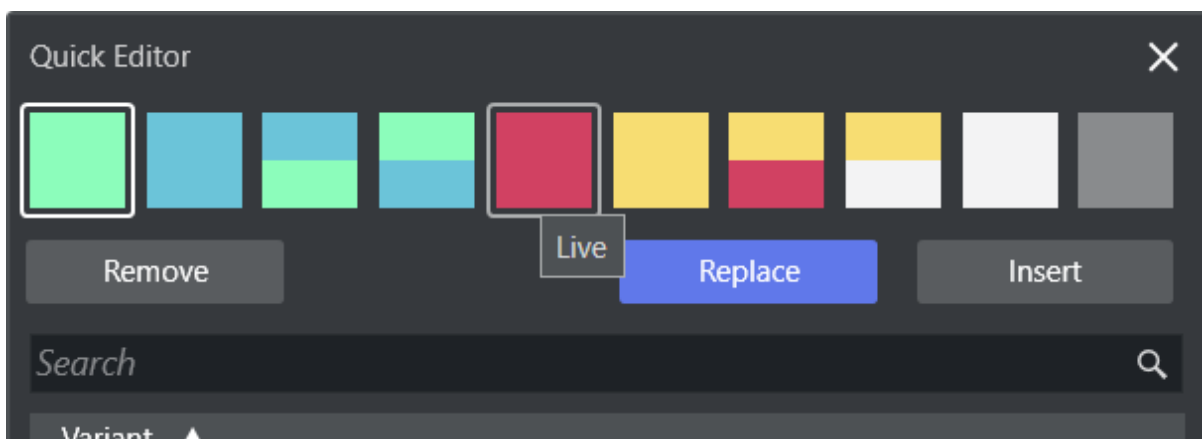 Quick Editor
Live
Remove
Replace
Insert
Search
Variant